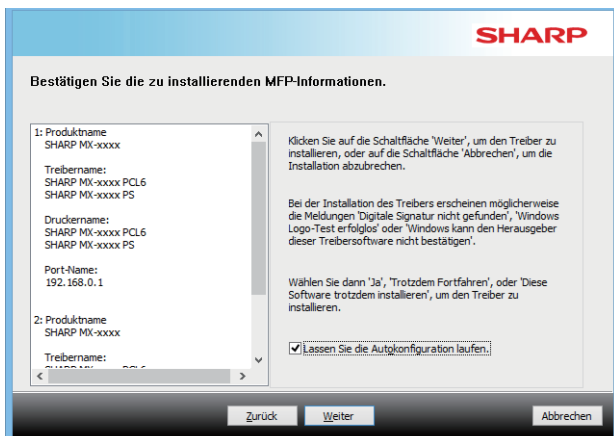 SHARP
Bestätigen Sie die zu installierenden MFP-Informationen.
1: Produktname
SHARP MX-xxxx
Treibername:
SHARP MX-xxxx PCL6
SHARP MX-xxxx PS
Druckername:
SHARP MX-xxxx PCL6
SHARP MX-xxxx PS
Port-Name:
192.168.0.1
2: Produktname
SHARP MX-xxxx
Treibername:
Klicken Sie auf die Schaltfläche 'Weiter', um den Treiber zu
installieren, oder auf die Schaltfläche 'Abbrechen', um die
Installation abzubrechen.
Bei der Installation des Treibers erscheinen möglicherweise
die Meldungen 'Digitale Signatur nicht gefunden', 'Windows
Logo-Test erfolglos' oder 'Windows kann den Herausgeber
dieser Treibersoftware nicht bestätigen'.
Wählen Sie dann 'Ja', 'Trotzdem Fortfahren', oder 'Diese
Software trotzdem installieren', um den Treiber zu
installieren.
Lassen Sie die Autokonfiguration laufen.
Zurück
Weiter
Abbrechen